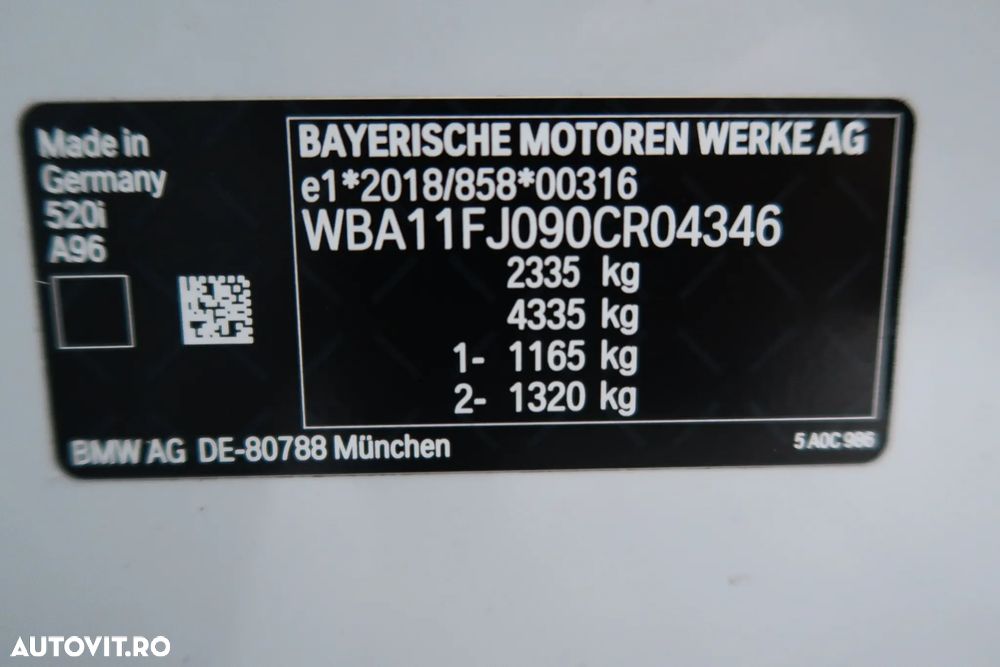 Made in
Germany
520i
A96
BAYERISCHE MOTOREN WERKE AG
e1*2018/858*00316
WBA11FJ090CR04346
2335 kg
4335 kg
1- 1165 kg
2- 1320 kg
BMW AG DE-80788 München
5 A0C 986
AUTOVIT.RO